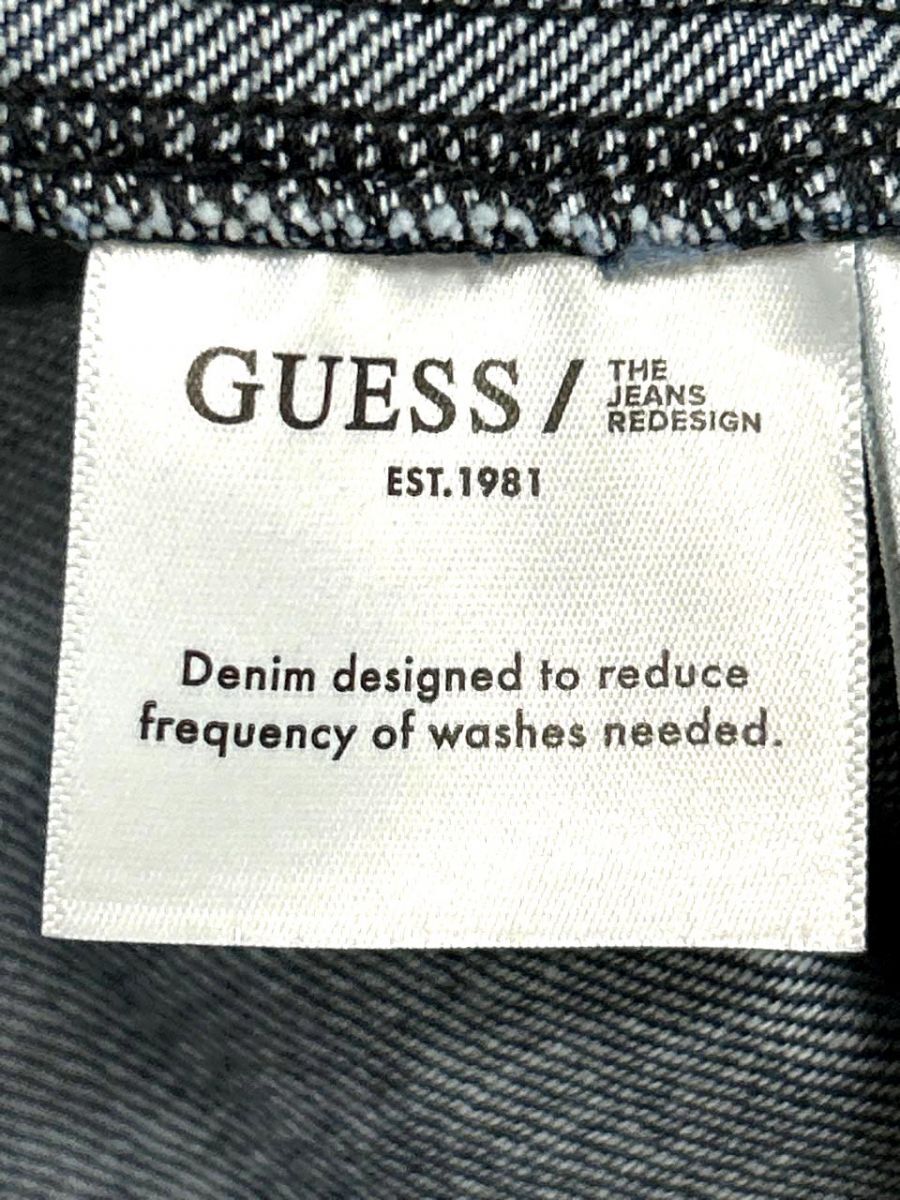 GUESS / THE JEANS REDESIGN
EST. 1981
Denim designed to reduce
frequency of washes needed.